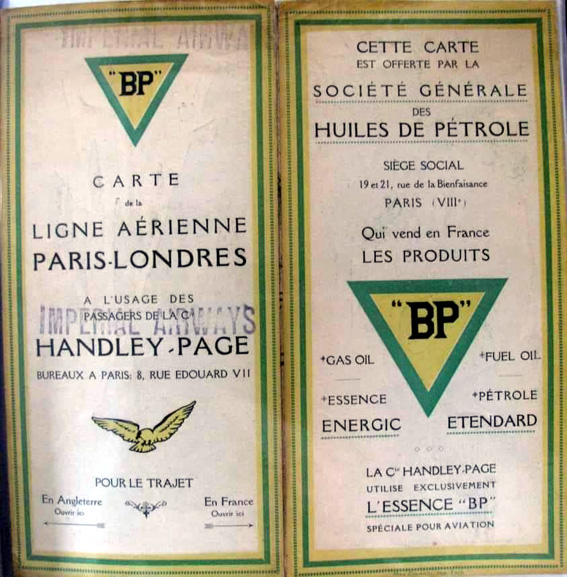 IMPERIAL AIRWA
"BP"
CARTE
de la
LIGNE AÉRIENNE
PARIS-LONDRES
A L'USAGE DES
PASSAGERS DE LA Cie
IMPERIAL AIRWAYS
HANDLEY-PAGE
BUREAUX A PARIS: 8, RUE EDOUARD VII
POUR LE TRAJET
En Angleterre
Ouvrir ici
En France
Ouvrir ici
CETTE CARTE
EST OFFERTE PAR LA
SOCIÉTÉ GÉNÉRALE
DES
HUILES DE PÉTROLE
SIÈGE SOCIAL
19 et 21, rue de la Bienfaisance
PARIS (VIIIe)
Qui vend en France
LES PRODUITS
"BP"
GAS OIL
FUEL OIL
ESSENCE
ENERGIC
PÉTROLE
ETENDARD
LA Cie HANDLEY-PAGE
UTILISE EXCLUSIVEMENT
L'ESSENCE "BP"
SPÉCIALE POUR AVIATION